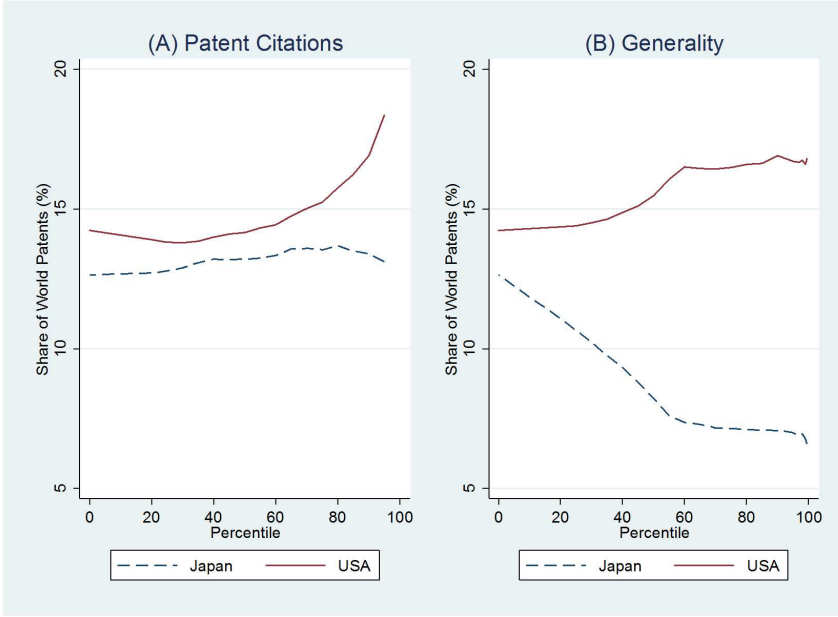 (A) Patent Citations
Share of World Patents (%)
20
15
10
5
0 20 40 60 80 100
Percentile
Japan USA
(B) Generality
Share of World Patents (%)
20
15
10
5
0 20 40 60 80 100
Percentile
Japan USA